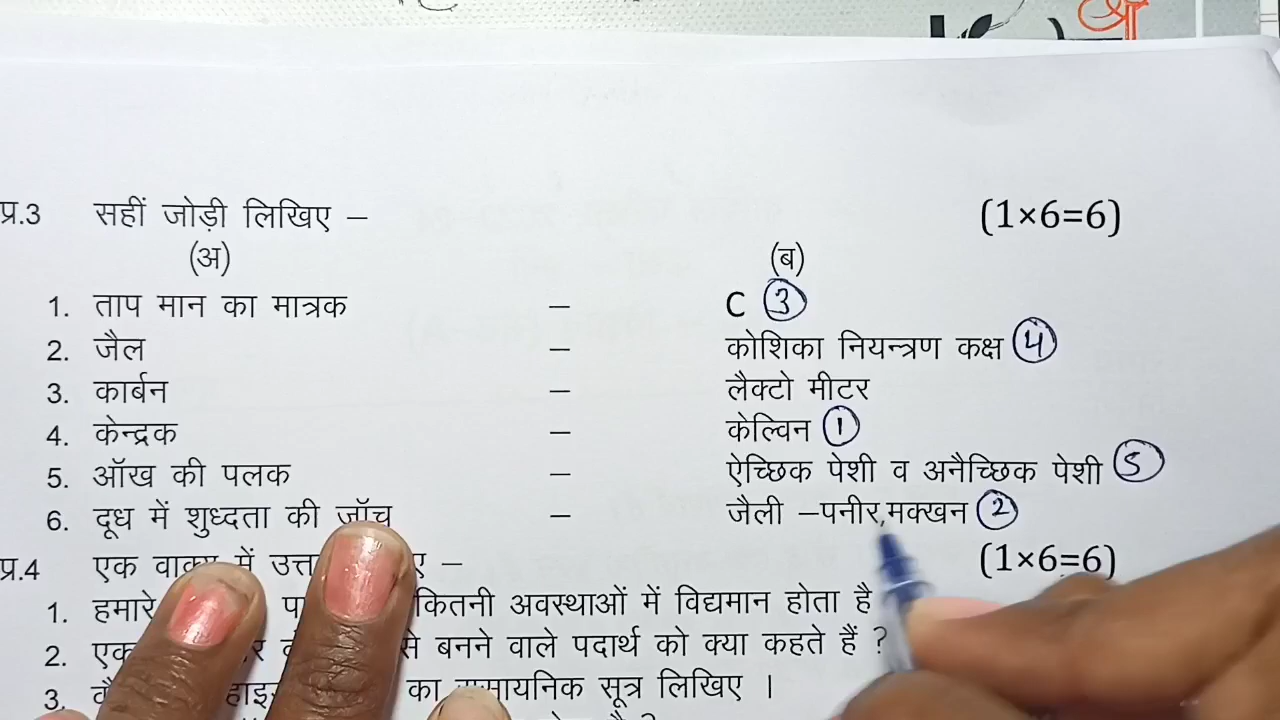 श्री
प्र.3 सहीं जोड़ी लिखिए – (1×6=6)
(अ) (ब)
1. ताप मान का मात्रक – C ③
2. जैल – कोशिका नियन्त्रण कक्ष ④
3. कार्बन – लैक्टो मीटर
4. केन्द्रक – केल्विन ①
5. ऑख की पलक – ऐच्छिक पेशी व अनैच्छिक पेशी ⑤
6. दूध में शुध्दता की जॉच – जैली –पनीर,मक्खन ②
प्र.4 एक वाक्य में – (1×6=6)
1. हमारे कितनी अवस्थाओं में विद्यमान होता है
2. से बनने वाले पदार्थ को क्या कहते हैं ?
3. का रासायनिक सूत्र लिखिए ।